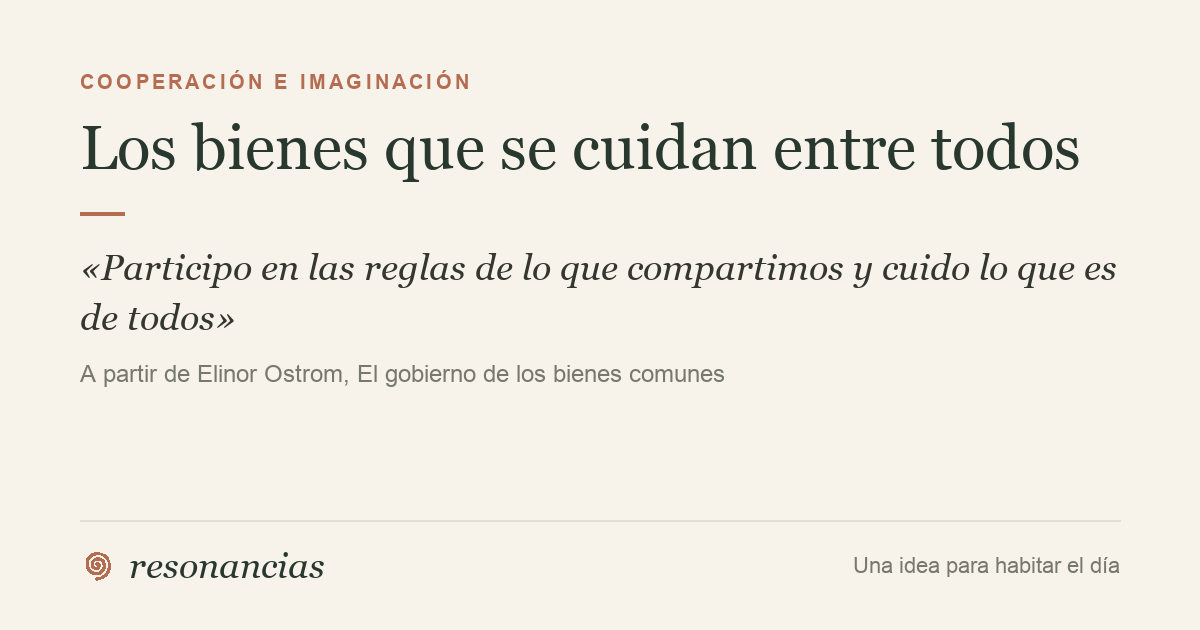 COOPERACIÓN E IMAGINACIÓN
Los bienes que se cuidan entre todos
«Participo en las reglas de lo que compartimos y cuido lo que es
de todos»
A partir de Elinor Ostrom, El gobierno de los bienes comunes
resonancias
Una idea para habitar el día